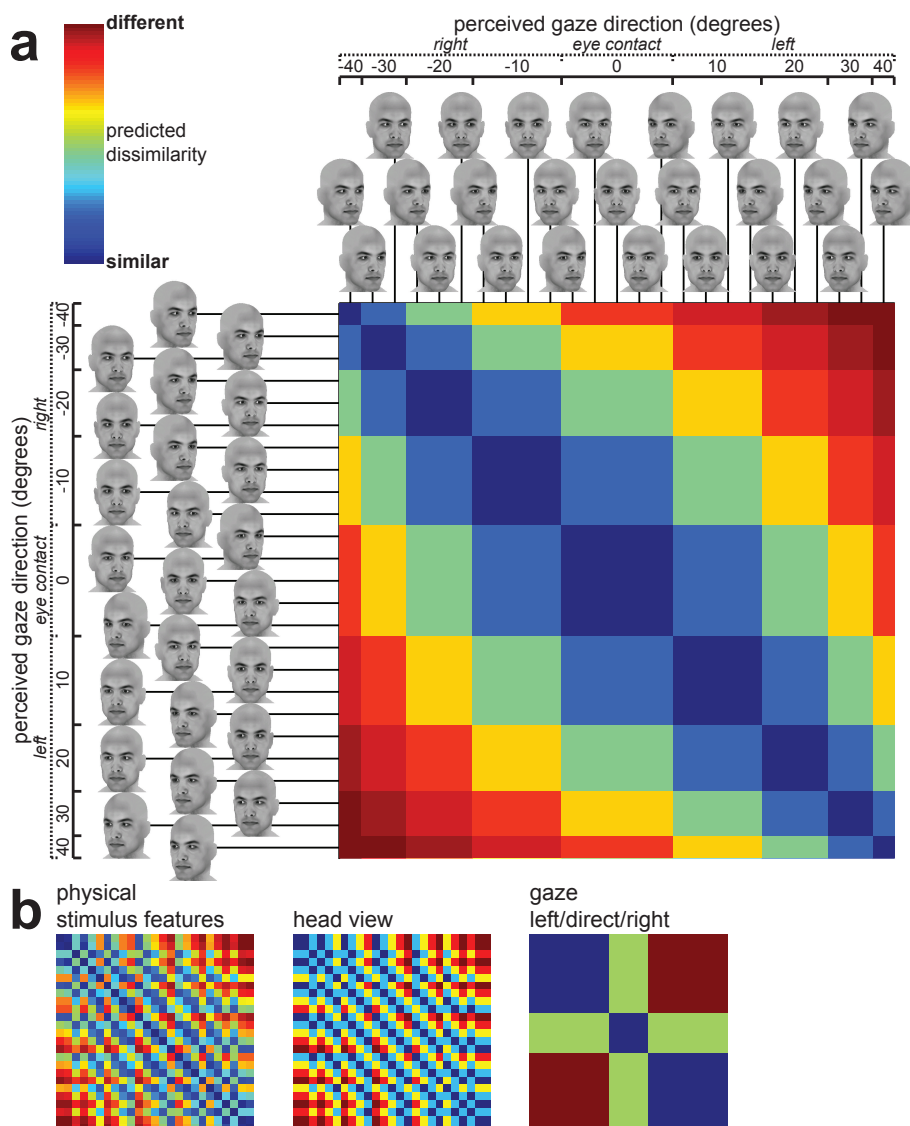 a
different
predicted
dissimilarity
similar
perceived gaze direction (degrees)
right eye contact left
-40 -30 -20 -10 0 10 20 30 40
perceived gaze direction (degrees)
right eye contact left
-40 -30 -20 -10 0 10 20 30 40
b
physical
stimulus features
head view
gaze
left/direct/right